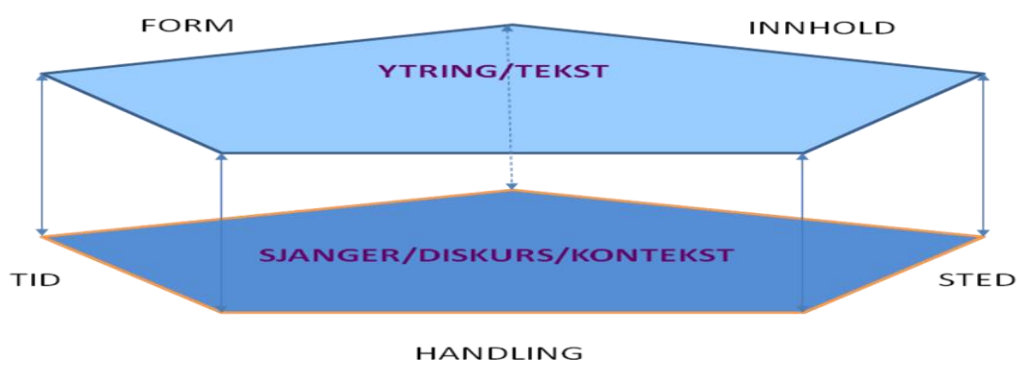 FORM
INNHOLD
YTRING/TEKST
SJANGER/DISKURS/KONTEKST
TID
STED
HANDLING